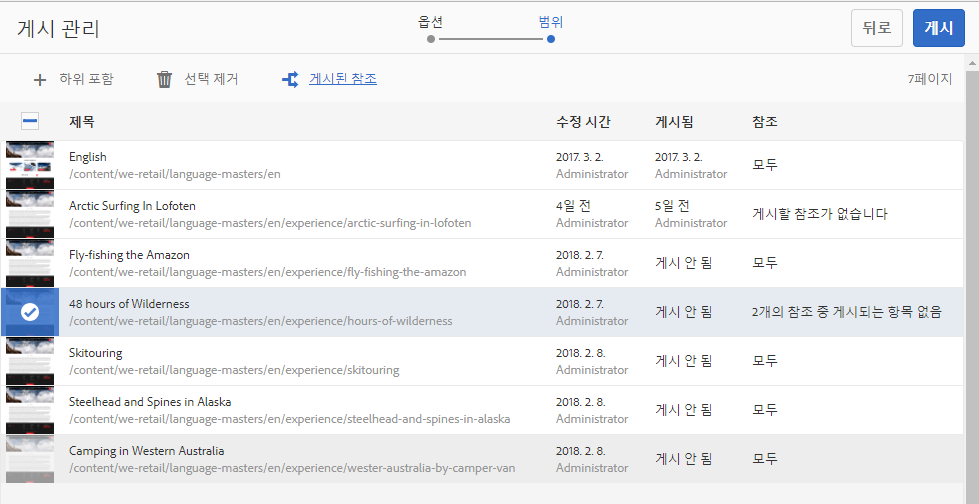 게시 관리
옵션
범위
뒤로
게시
하위 포함
선택 제거
게시된 참조
7페이지
제목 수정 시간 게시됨 참조
English 2017. 3. 2. 2017. 3. 2. 모두
/content/we-retail/language-masters/en Administrator Administrator
Arctic Surfing In Lofoten 4일 전 5일 전 게시할 참조가 없습니다
/content/we-retail/language-masters/en/experience/arctic-surfing-in-lofoten Administrator Administrator
Fly-fishing the Amazon 2018. 2. 7. 게시 안 됨 모두
/content/we-retail/language-masters/en/experience/fly-fishing-the-amazon Administrator
48 hours of Wilderness 2018. 2. 7. 게시 안 됨 2개의 참조 중 게시되는 항목 없음
/content/we-retail/language-masters/en/experience/hours-of-wilderness Administrator
Skitouring 2018. 2. 8. 게시 안 됨 모두
/content/we-retail/language-masters/en/experience/skitouring Administrator
Steelhead and Spines in Alaska 2018. 2. 8. 게시 안 됨 모두
/content/we-retail/language-masters/en/experience/steelhead-and-spines-in-alaska Administrator
Camping in Western Australia 2018. 2. 8. 게시 안 됨 모두
/content/we-retail/language-masters/en/experience/wester-australia-by-camper-van Administrator